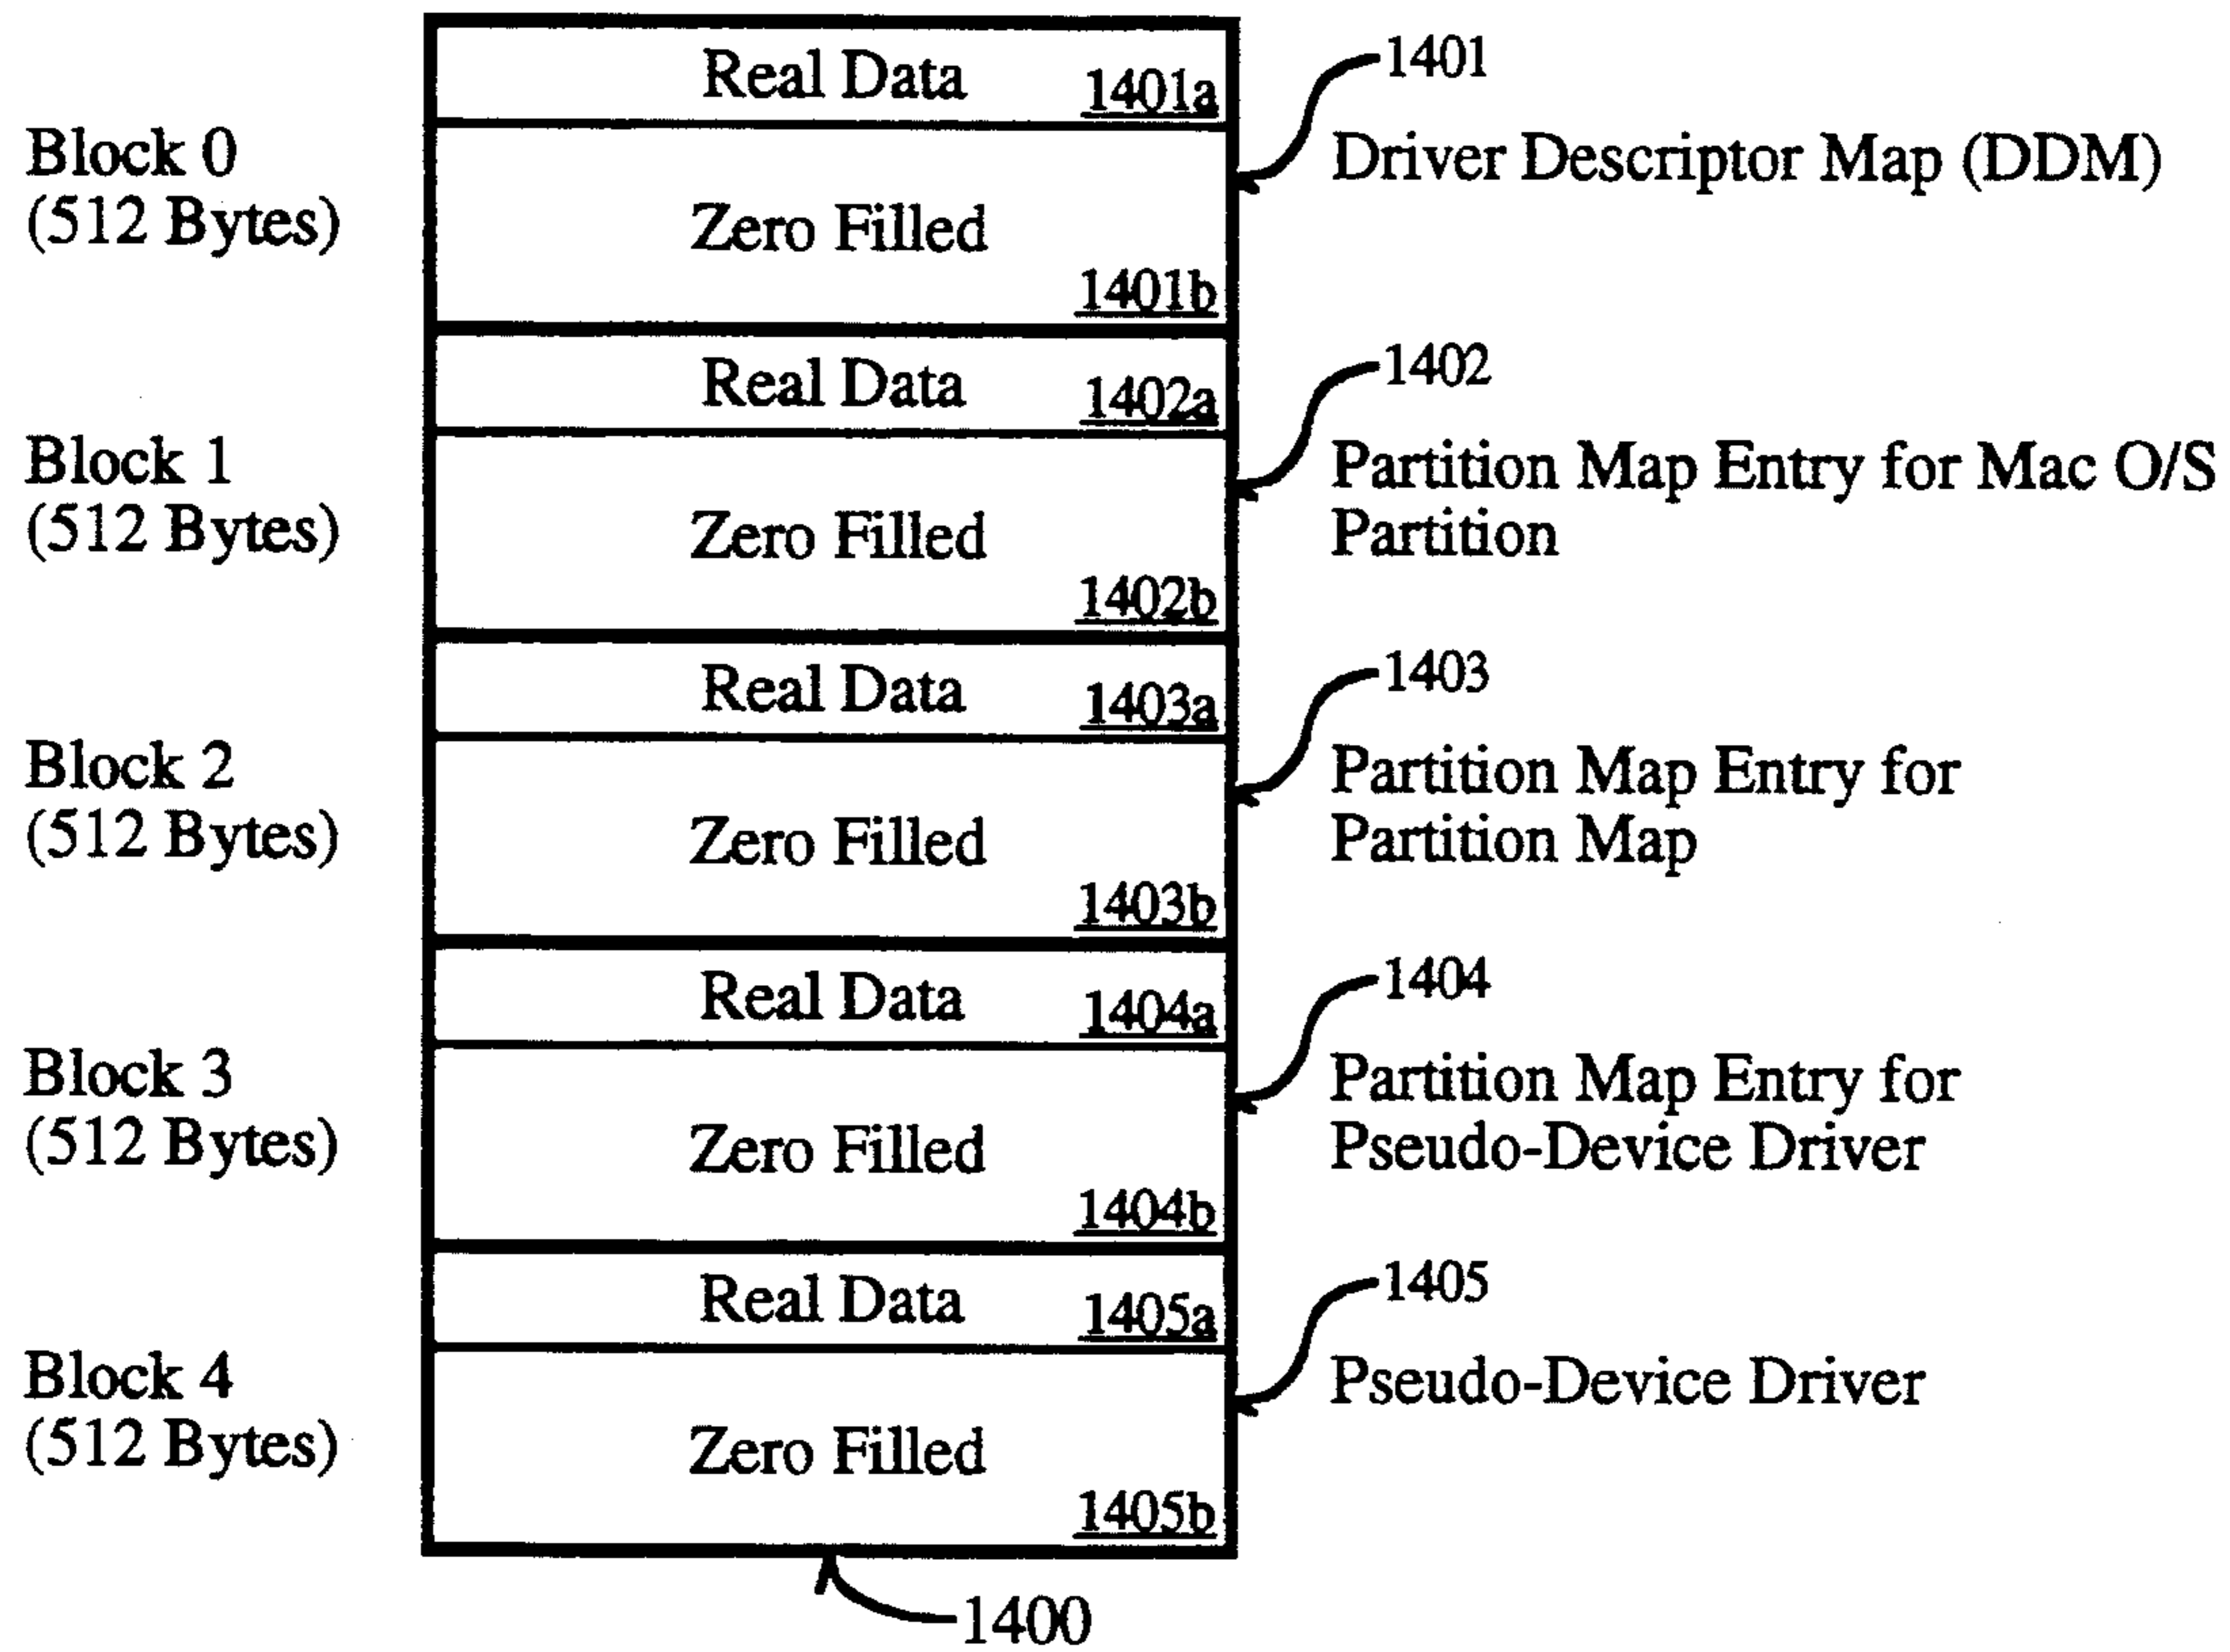 Real Data 1401a
1401
Block 0
(512 Bytes)
Driver Descriptor Map (DDM)
Zero Filled
1401b
Real Data 1402a
1402
Block 1
(512 Bytes)
Partition Map Entry for Mac O/S
Partition
Zero Filled
1402b
Real Data 1403a
1403
Block 2
(512 Bytes)
Partition Map Entry for
Partition Map
Zero Filled
1403b
Real Data 1404a
1404
Block 3
(512 Bytes)
Partition Map Entry for
Pseudo-Device Driver
Zero Filled
1404b
Real Data 1405a
1405
Block 4
(512 Bytes)
Pseudo-Device Driver
Zero Filled
1405b
1400